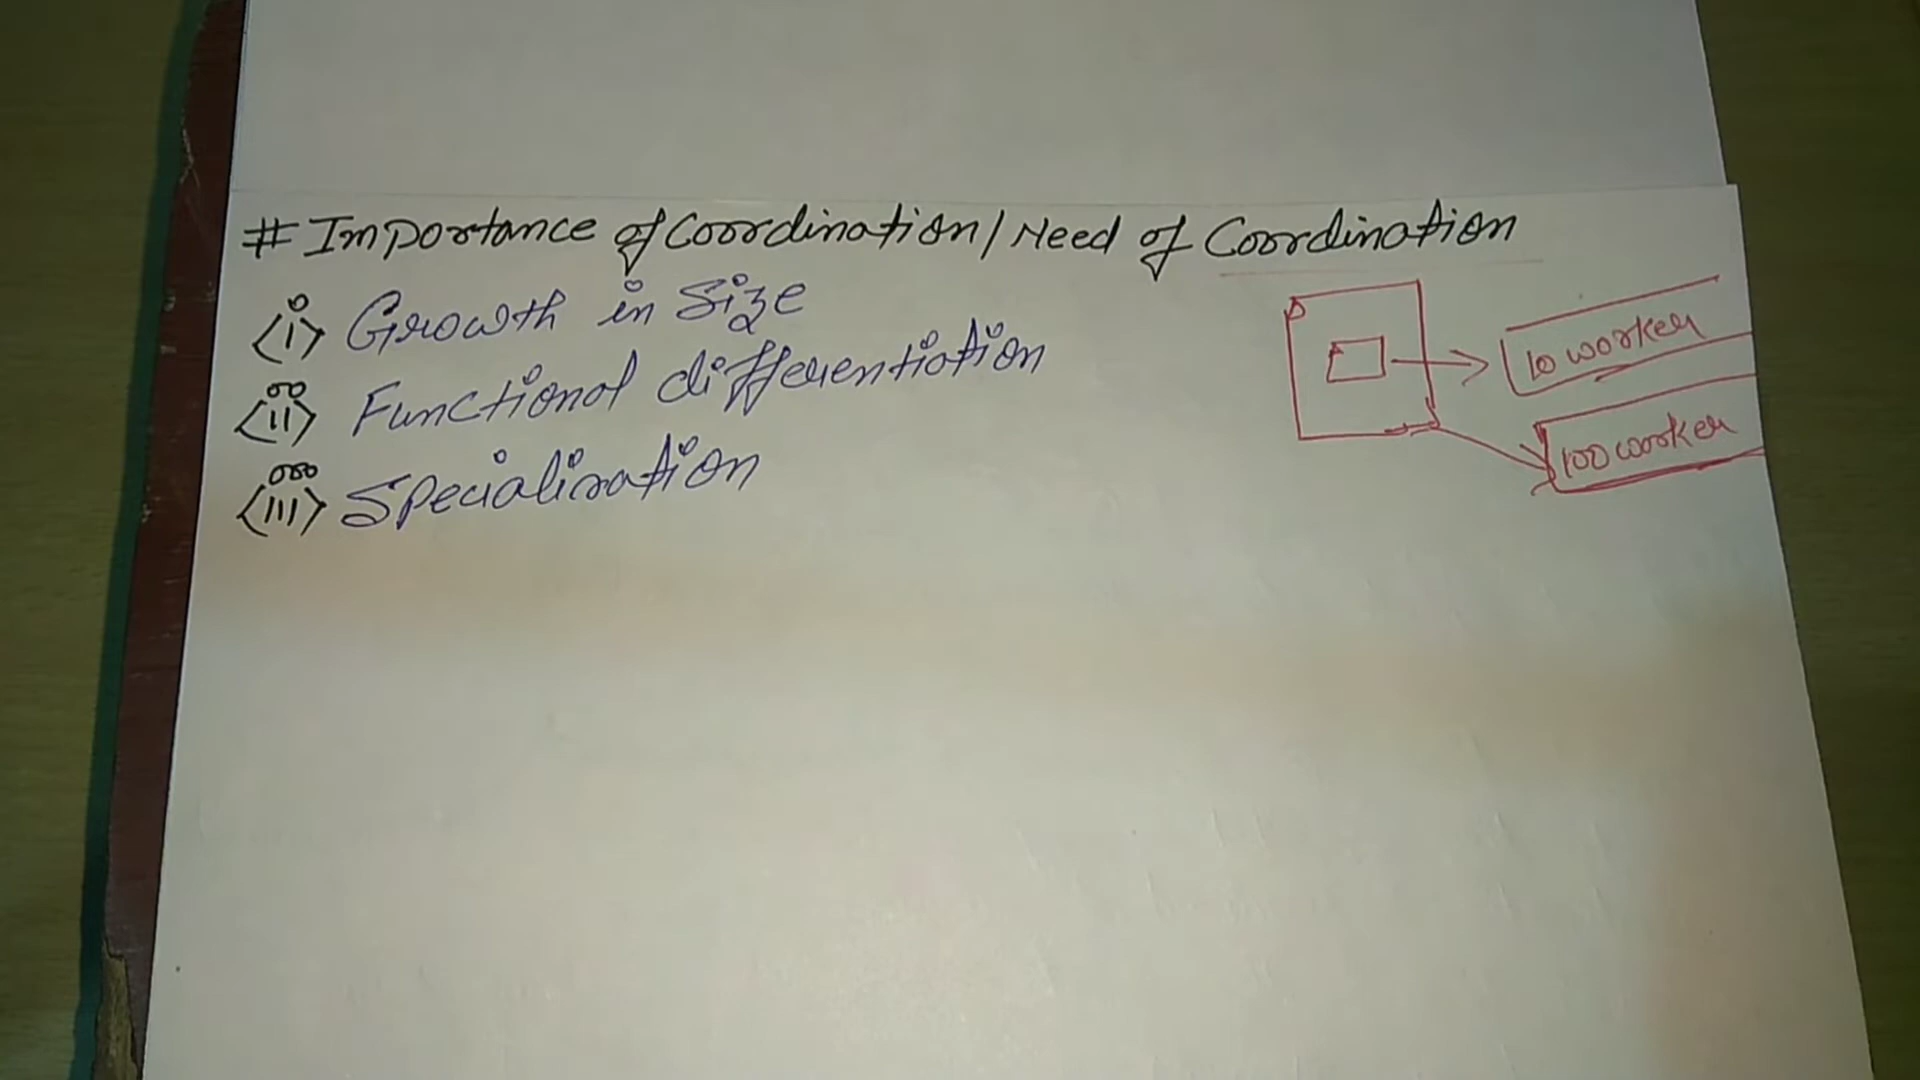 # Importance of Coordination / Need of Coordination
<i> Growth in Size
<ii> Functional differentiation
<iii> Specialization
10 worker
100 worker